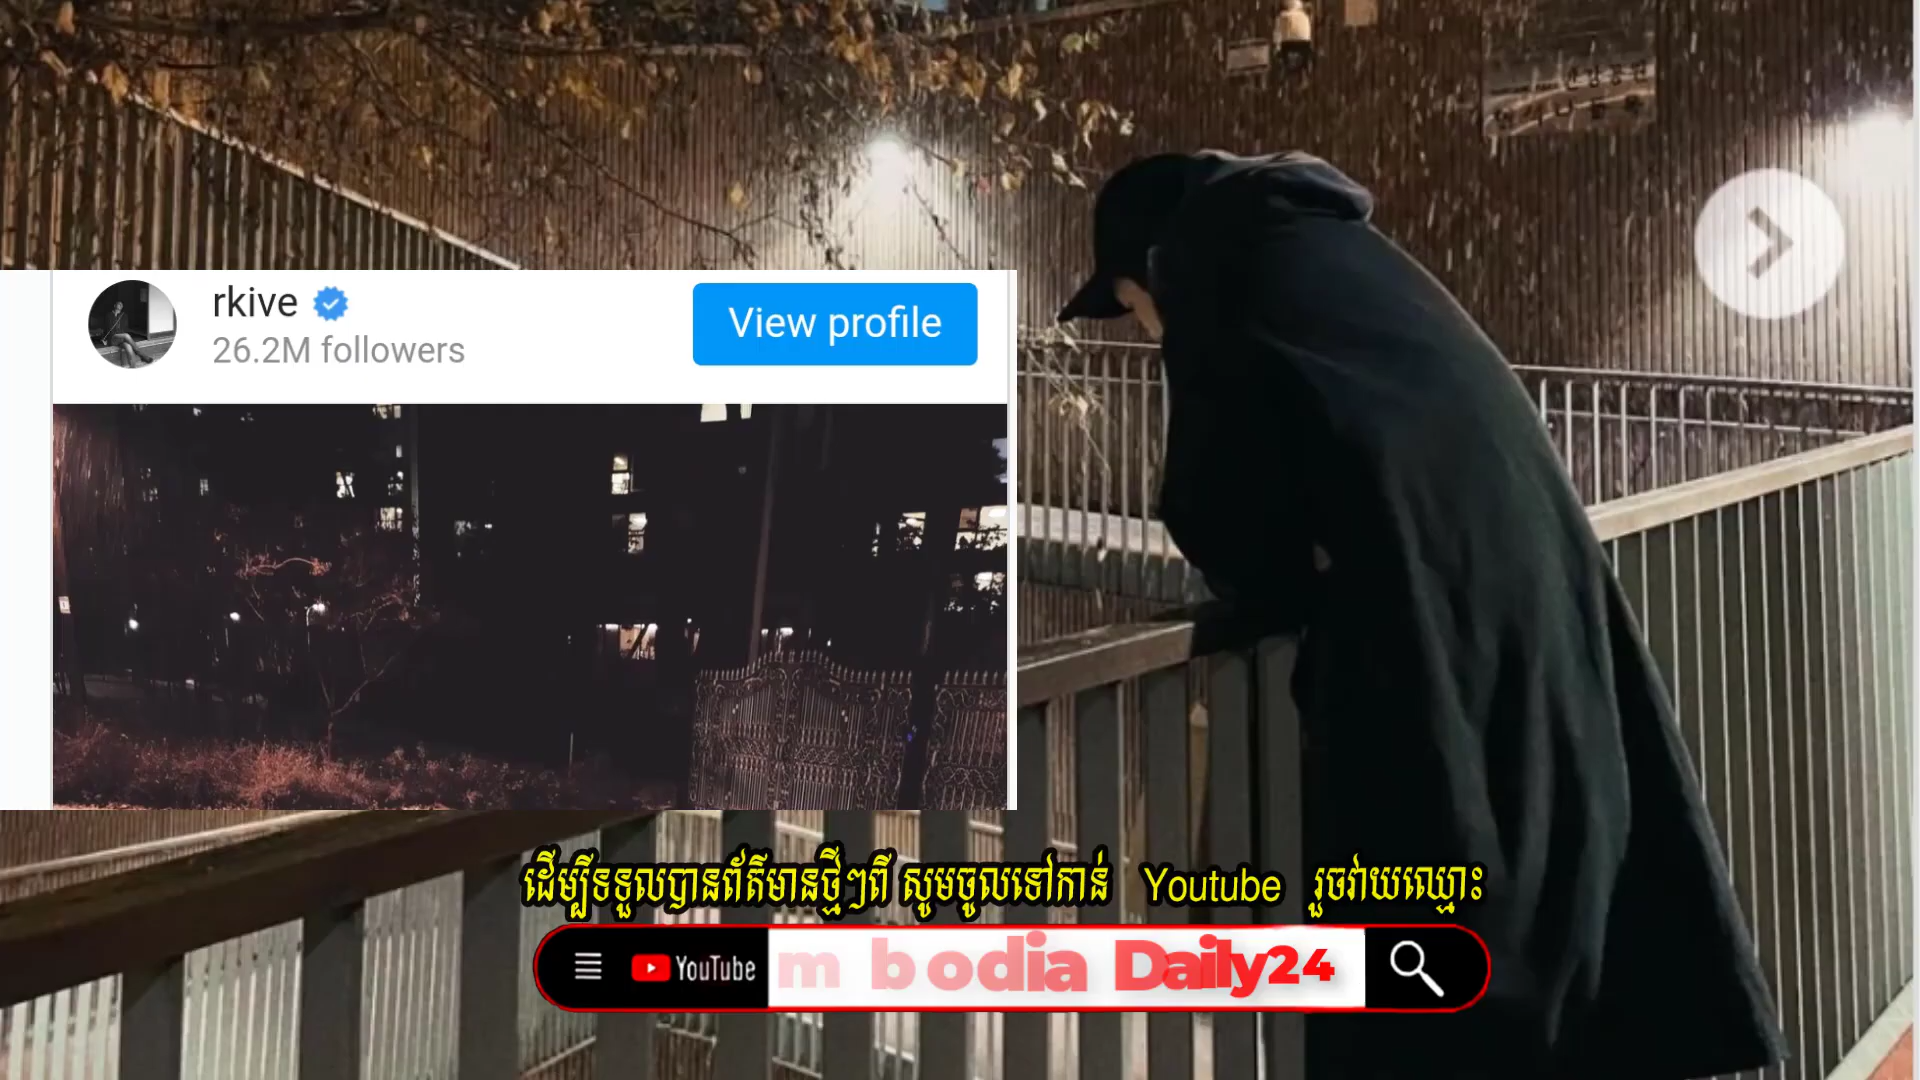 rkive
26.2M followers
View profile
ដើម្បីទទួលបានព័ត៌មានថ្មីៗពី សូមចូលទៅកាន់ Youtube រួចវាយឈ្មោះ
YouTube
m bodia Daily24